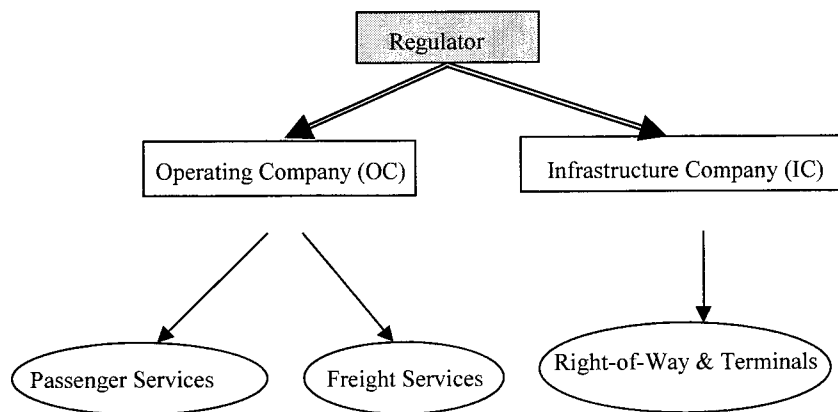 Regulator
Operating Company (OC)
Infrastructure Company (IC)
Passenger Services
Freight Services
Right-of-Way & Terminals